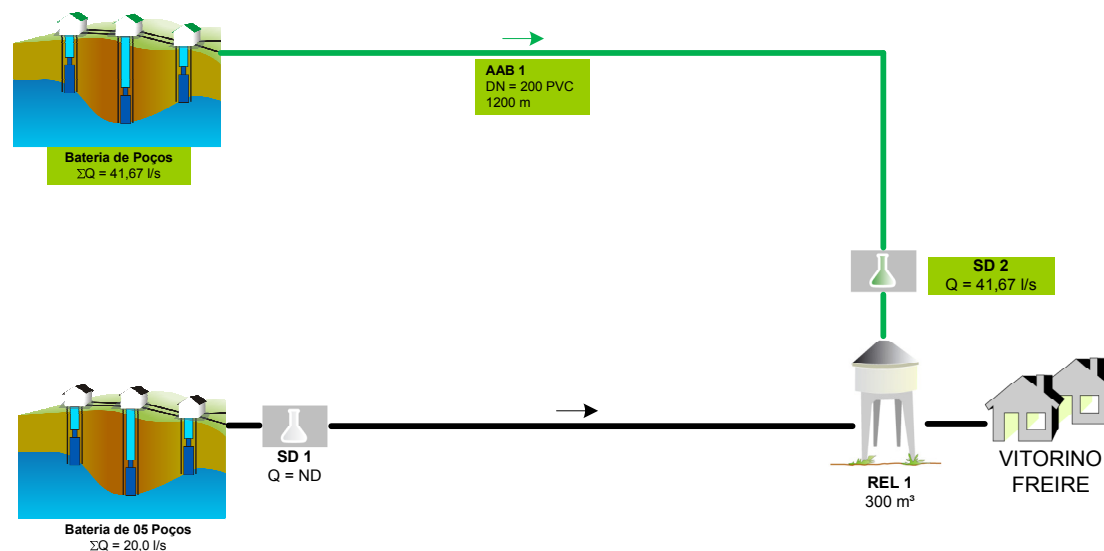 AAB 1
DN = 200 PVC
1200 m
Bateria de Poços
ΣQ = 41,67 l/s
SD 2
Q = 41,67 l/s
SD 1
Q = ND
REL 1
300 m³
VITORINO
FREIRE
Bateria de 05 Poços
ΣQ = 20,0 l/s